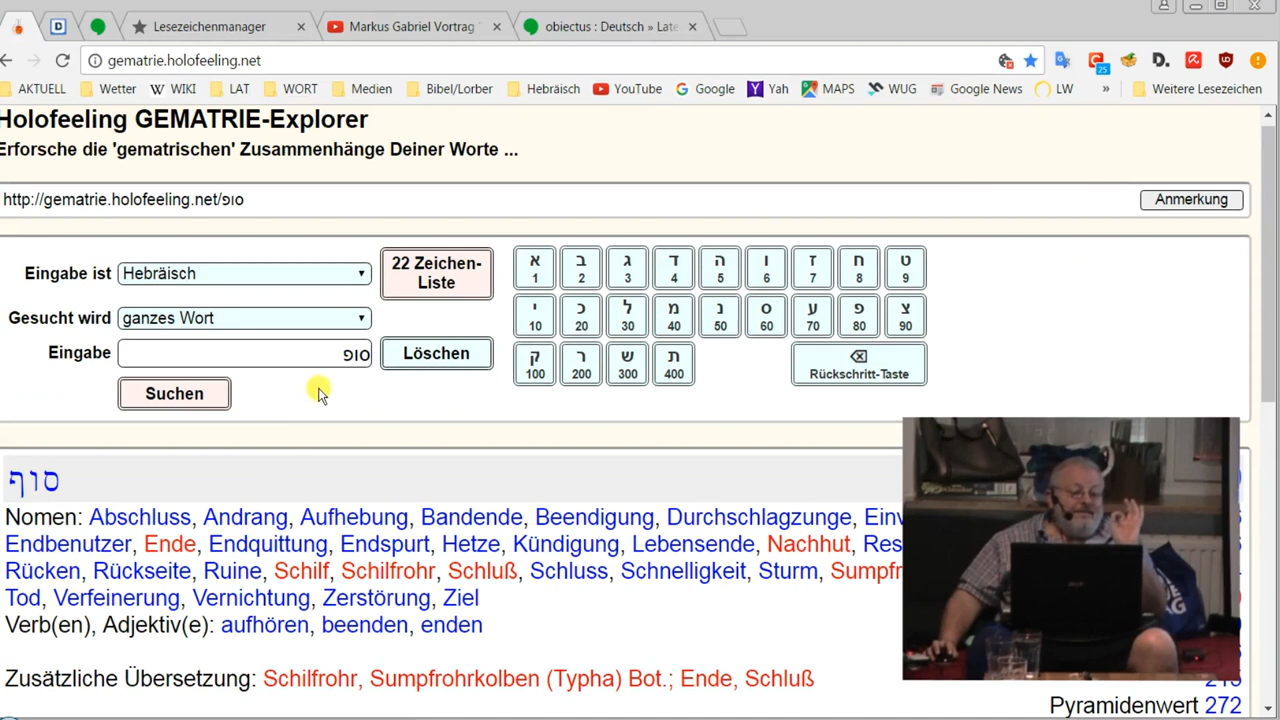 Lesezeichenmanager
Markus Gabriel Vortrag
obiectus : Deutsch » Late
gematrie.holofeeling.net
AKTUELL Wetter WIKI LAT WORT Medien Bibel/Lorber Hebräisch YouTube Google Yah MAPS WUG Google News LW » Weitere Lesezeichen
25
Holofeeling GEMATRIE-Explorer
Erforsche die 'gematrischen' Zusammenhänge Deiner Worte ...
http://gematrie.holofeeling.net/סופ
Anmerkung
Eingabe ist Hebräisch
22 Zeichen-
Liste
Gesucht wird ganzes Wort
Eingabe סופ Löschen
Suchen
א ב ג ד ה ו ז ח ט
1 2 3 4 5 6 7 8 9
י כ ל מ נ ס ע פ צ
10 20 30 40 50 60 70 80 90
ק ר ש ת
100 200 300 400 Rückschritt-Taste
סוף
Nomen: Abschluss, Andrang, Aufhebung, Bandende, Beendigung, Durchschlagzunge,
Endbenutzer, Ende, Endquittung, Endspurt, Hetze, Kündigung, Lebensende, Nachhut,
Rücken, Rückseite, Ruine, Schilf, Schilfrohr, Schluß, Schluss, Schnelligkeit, Sturm,
Tod, Verfeinerung, Vernichtung, Zerstörung, Ziel
Verb(en), Adjektiv(e): aufhören, beenden, enden
Zusätzliche Übersetzung: Schilfrohr, Sumpfrohrkolben (Typha) Bot.; Ende, Schluß
Pyramidenwert 272